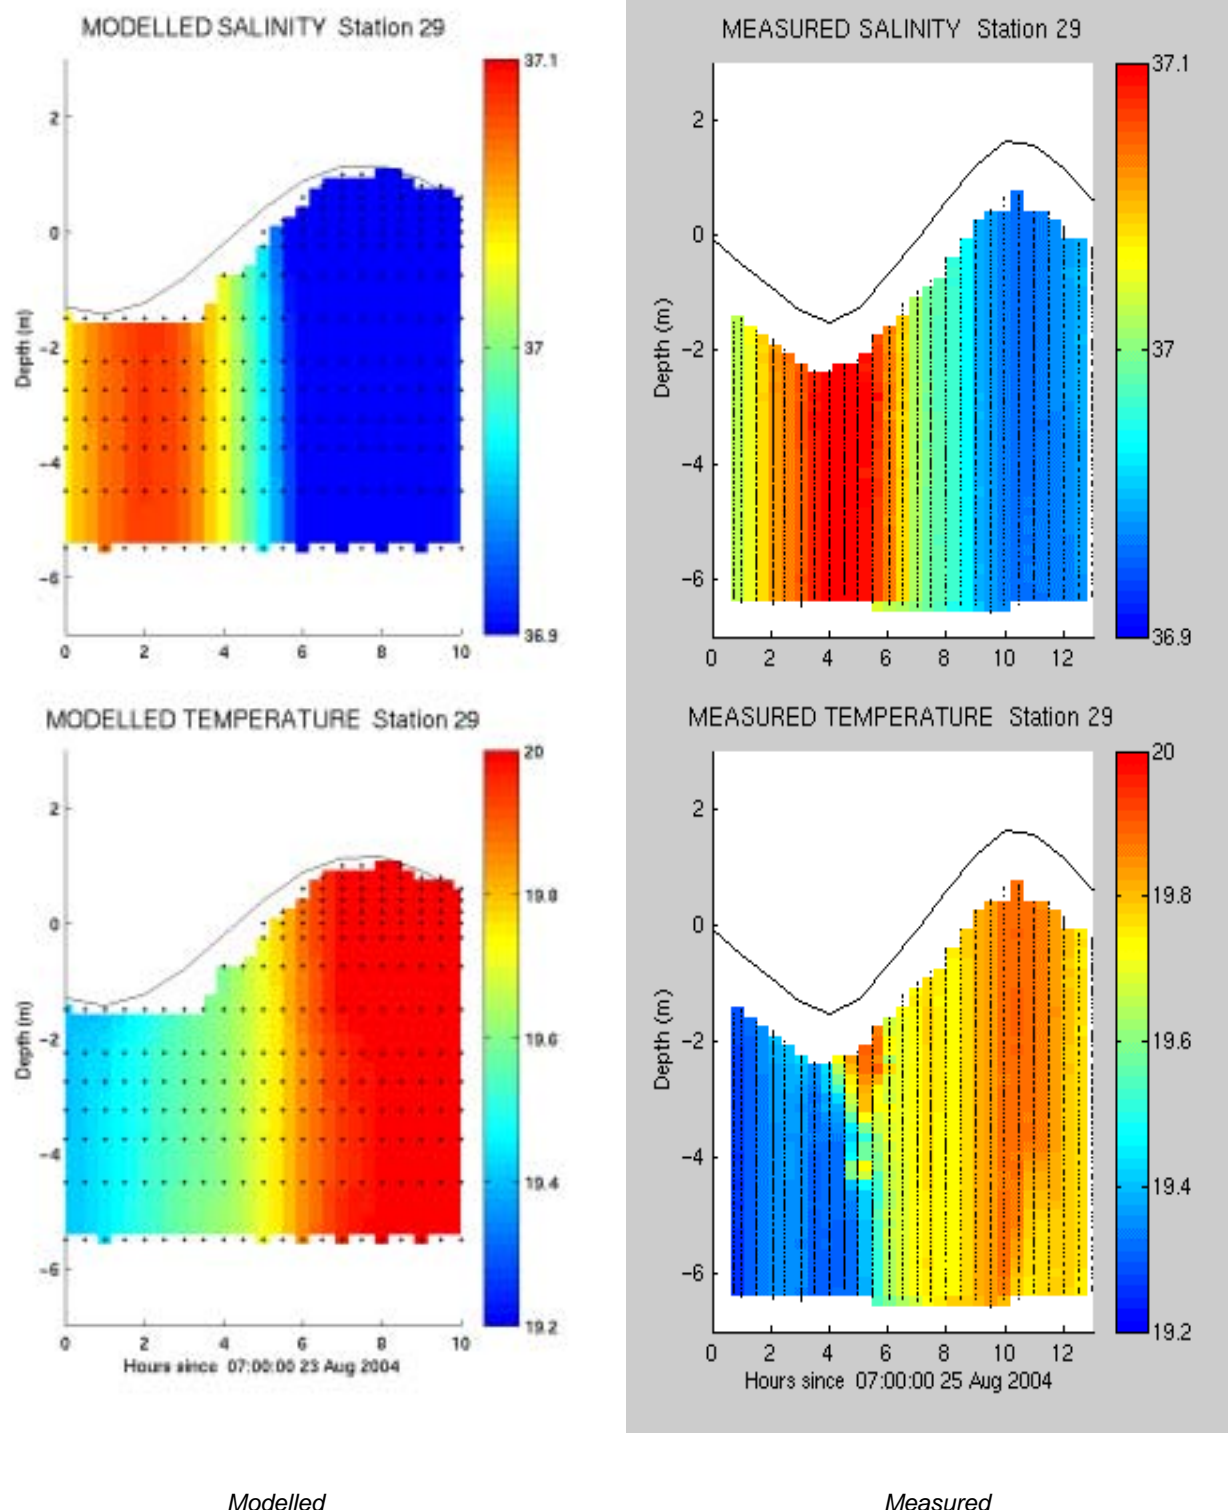 MODELLED SALINITY Station 29
37.1
37
36.9
2
0
-2
-4
-6
Depth (m)
0 2 4 6 8 10
MEASURED SALINITY Station 29
37.1
37
36.9
2
0
-2
-4
-6
Depth (m)
0 2 4 6 8 10 12
MODELLED TEMPERATURE Station 29
20
19.8
19.6
19.4
19.2
2
0
-2
-4
-6
Depth (m)
0 2 4 6 8 10
Hours since 07:00:00 23 Aug 2004
MEASURED TEMPERATURE Station 29
20
19.8
19.6
19.4
19.2
2
0
-2
-4
-6
Depth (m)
0 2 4 6 8 10 12
Hours since 07:00:00 25 Aug 2004
Modelled
Measured